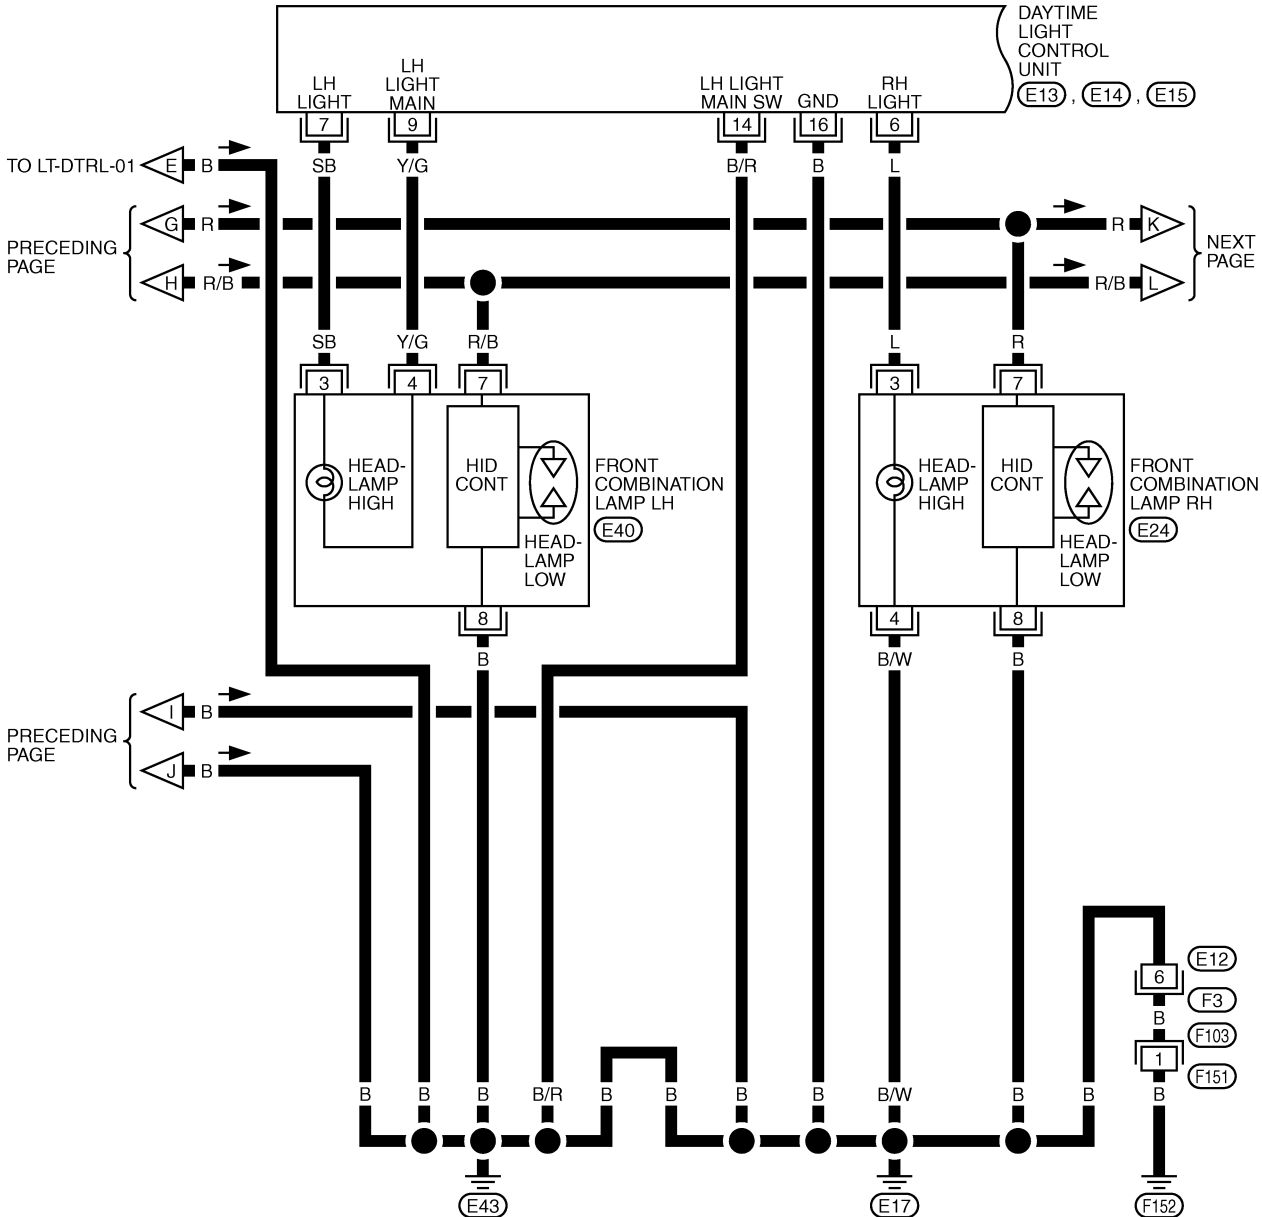 DAYTIME
LIGHT
CONTROL
UNIT
E13 , E14 , E15
LH
LIGHT
LH
LIGHT
MAIN
LH LIGHT
MAIN SW
GND
RH
LIGHT
7 9 14 16 6
TO LT-DTRL-01 E B SB Y/G B/R B L
PRECEDING
PAGE
G R R K
H R/B R/B L
NEXT
PAGE
SB Y/G R/B L R
3 4 7 3 7
HEAD-
LAMP
HIGH
HID
CONT
HEAD-
LAMP
LOW
FRONT
COMBINATION
LAMP LH
E40
HEAD-
LAMP
HIGH
HID
CONT
HEAD-
LAMP
LOW
FRONT
COMBINATION
LAMP RH
E24
8 4 8
B B/W B
PRECEDING
PAGE
I B
J B
E12
6
F3
B
F103
1
F151
B B B B/R B B B B B/W B B B
E43 E17 F152